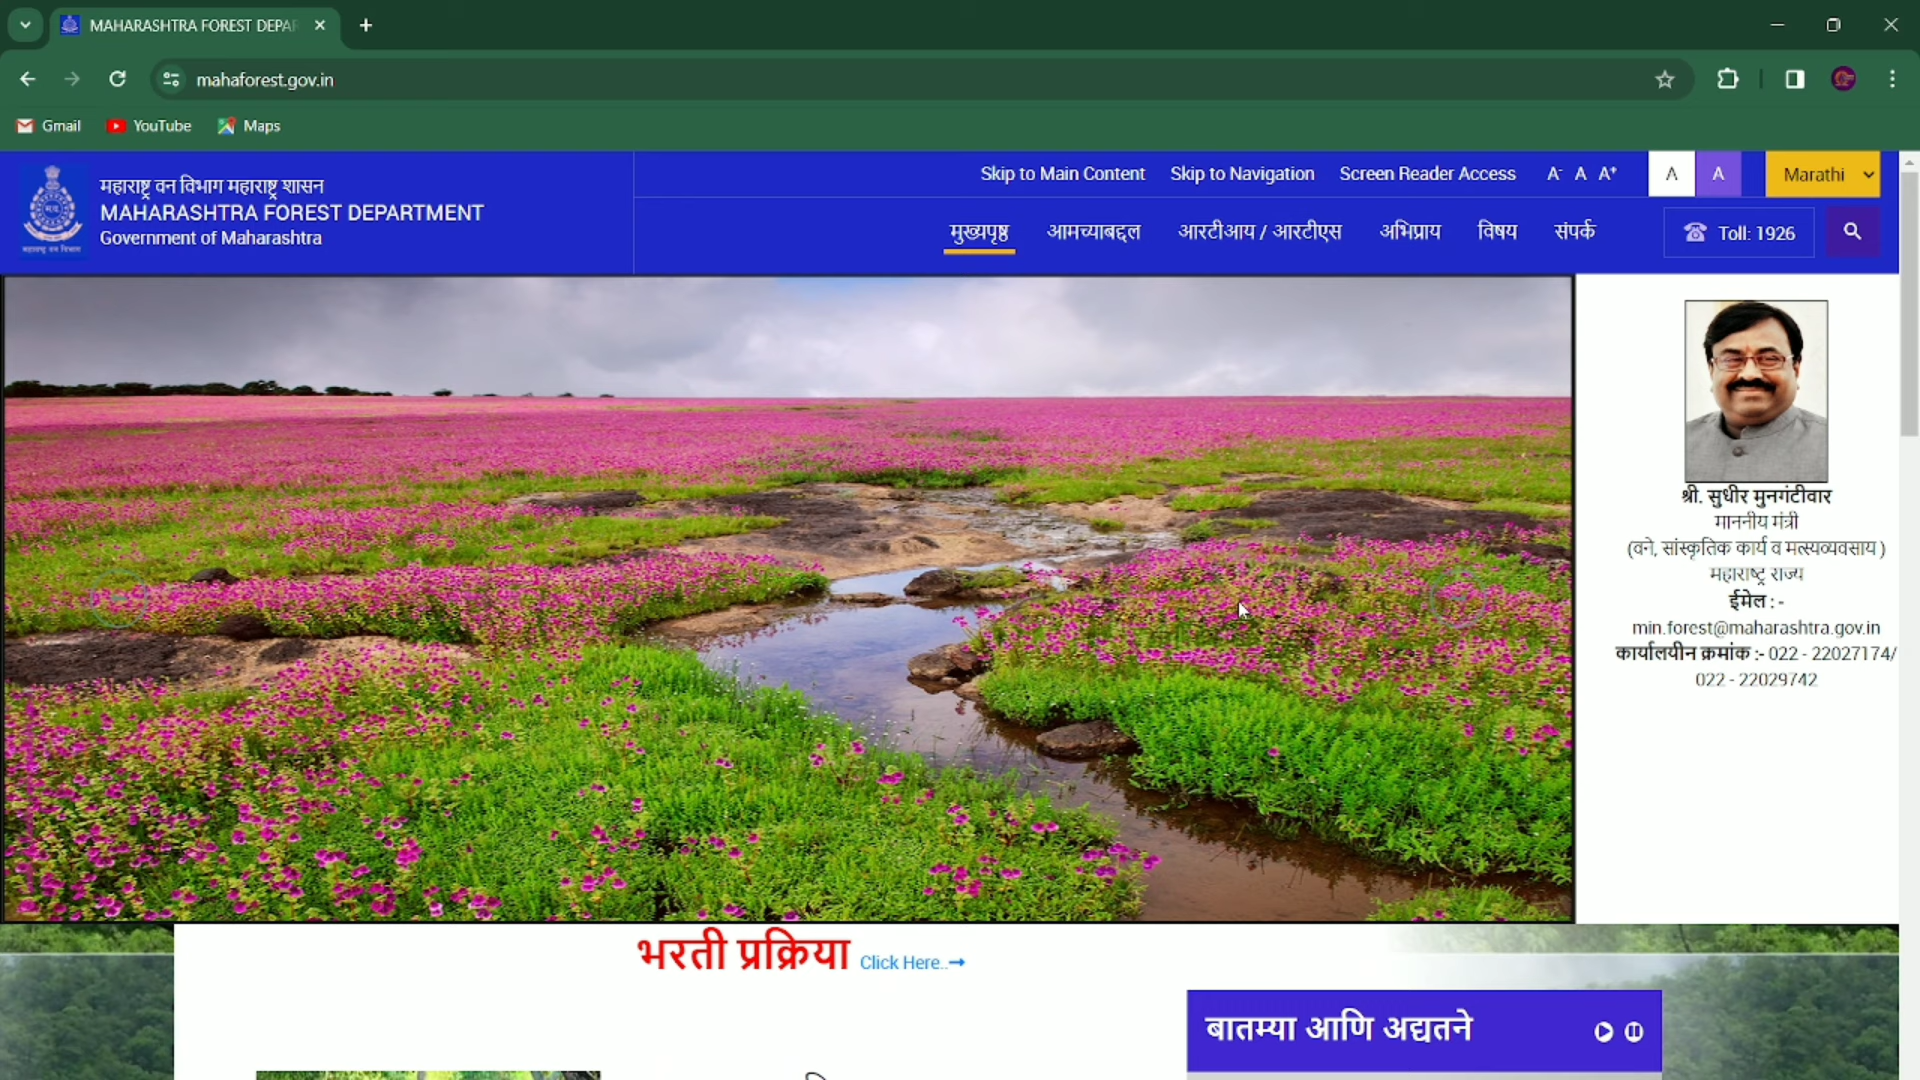 MAHARASHTRA FOREST DEPAR
mahaforest.gov.in
Gmail YouTube Maps
Skip to Main Content Skip to Navigation Screen Reader Access A- A A+ A A Marathi
महाराष्ट्र वन विभाग महाराष्ट्र शासन
MAHARASHTRA FOREST DEPARTMENT
Government of Maharashtra
मुख्यपृष्ठ आमच्याबद्दल आरटीआय / आरटीएस अभिप्राय विषय संपर्क Toll: 1926
श्री. सुधीर मुनगंटीवार
माननीय मंत्री
(वने, सांस्कृतिक कार्य व मत्स्यव्यवसाय )
महाराष्ट्र राज्य
ईमेल : -
min.forest@maharashtra.gov.in
कार्यालयीन क्रमांक :- 022 - 22027174/
022 - 22029742
भरती प्रक्रिया Click Here..➞
बातम्या आणि अद्यतने